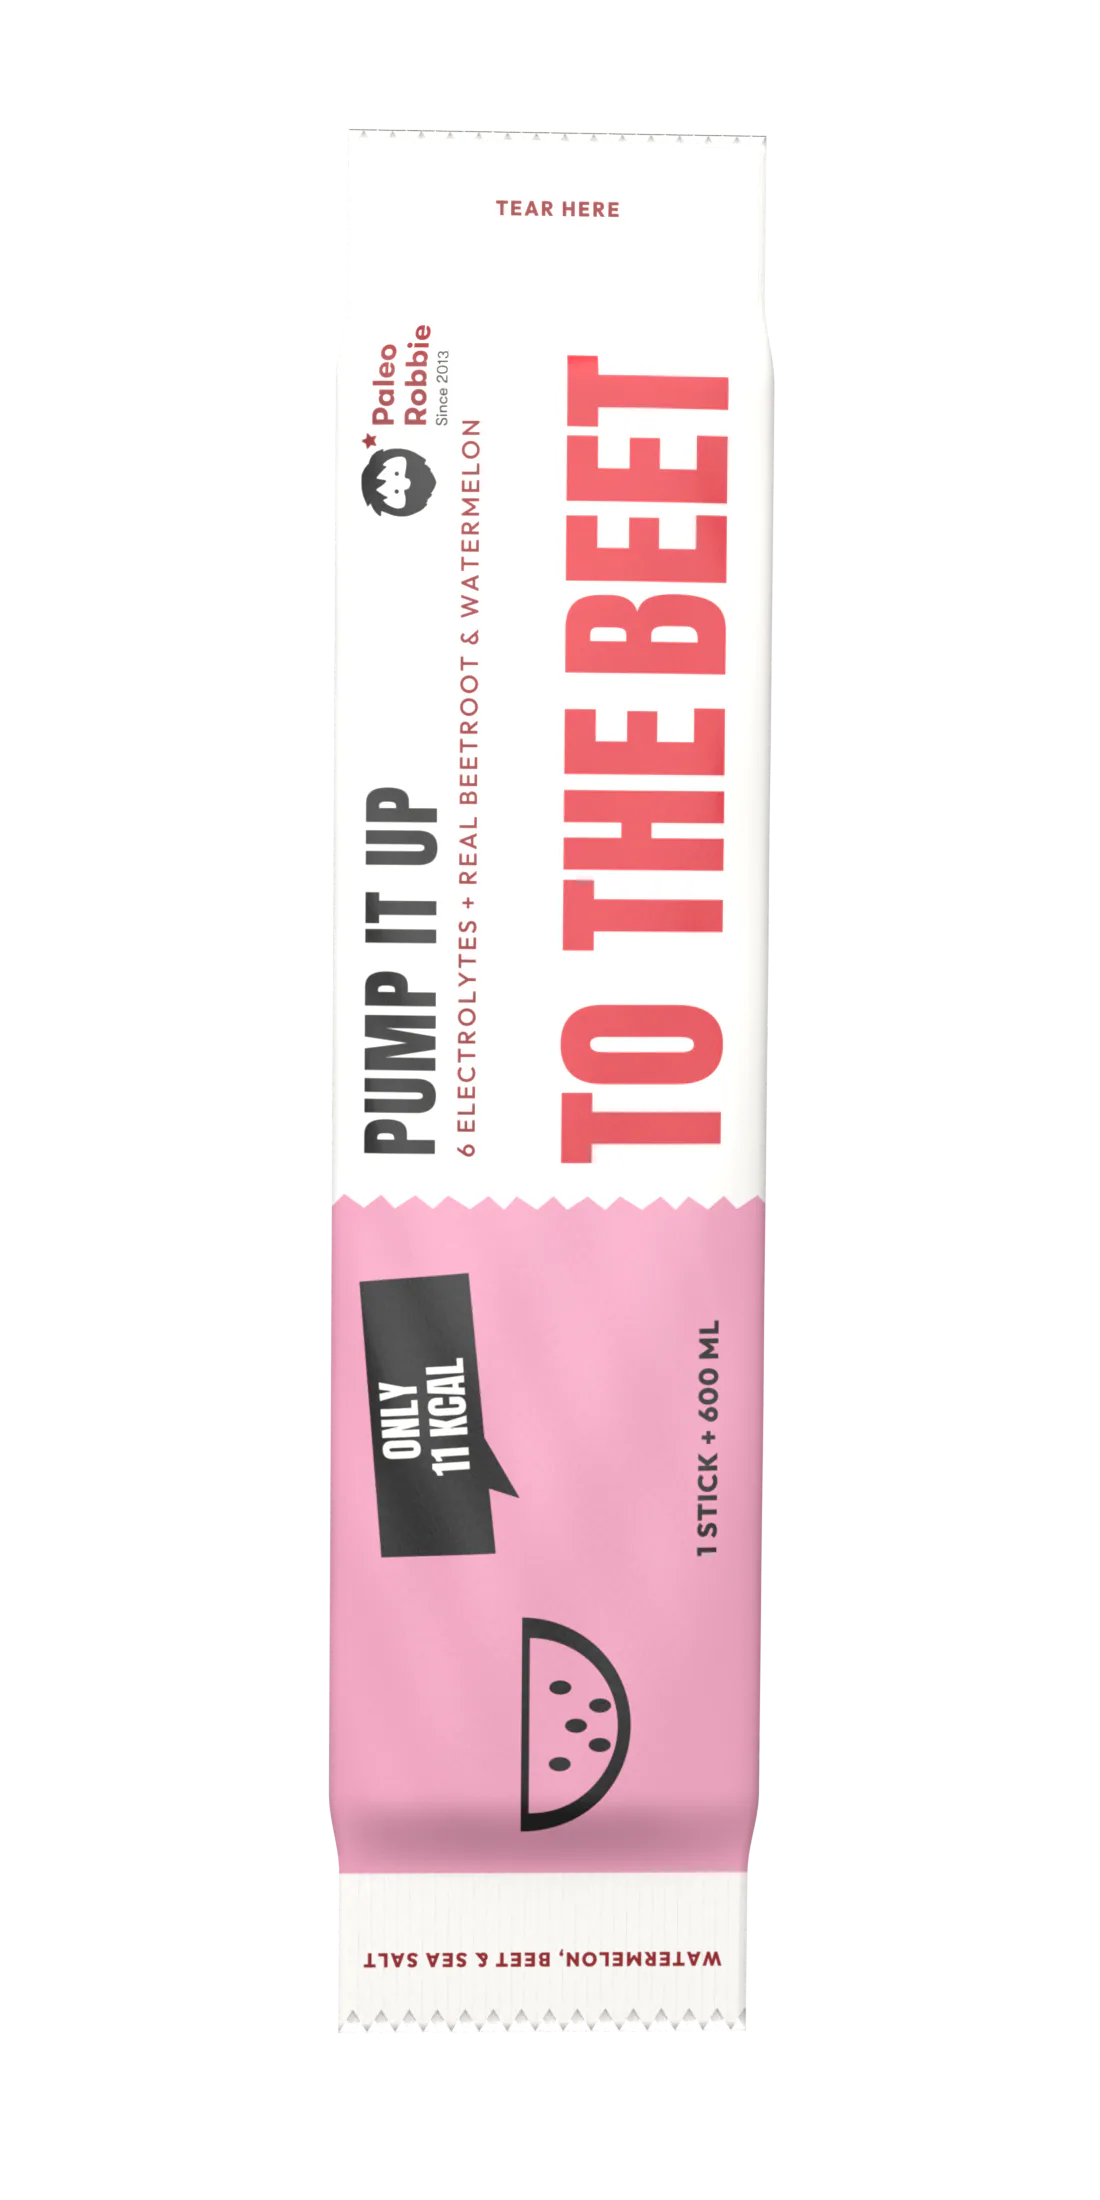 TEAR HERE
Paleo
Robbie
Since 2013
PUMP IT UP
6 ELECTROLYTES + REAL BEETROOT & WATERMELON
TO THE BEET
ONLY
11 KCAL
1 STICK + 600 ML
WATERMELON, BEET & SEA SALT